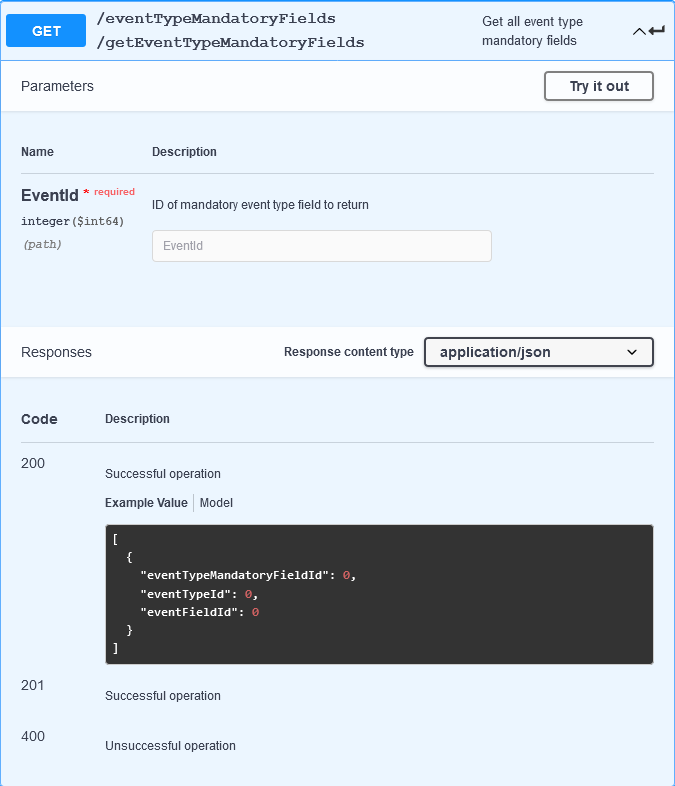 GET
/eventTypeMandatoryFields
/getEventTypeMandatoryFields
Get all event type
mandatory fields
Parameters
Try it out
Name Description
EventId * required
integer($int64)
(path)
ID of mandatory event type field to return
EventId
Responses
Response content type
application/json
Code Description
200
Successful operation
Example Value Model
[
  {
    "eventTypeMandatoryFieldId": 0,
    "eventTypeId": 0,
    "eventFieldId": 0
  }
]
201
Successful operation
400
Unsuccessful operation